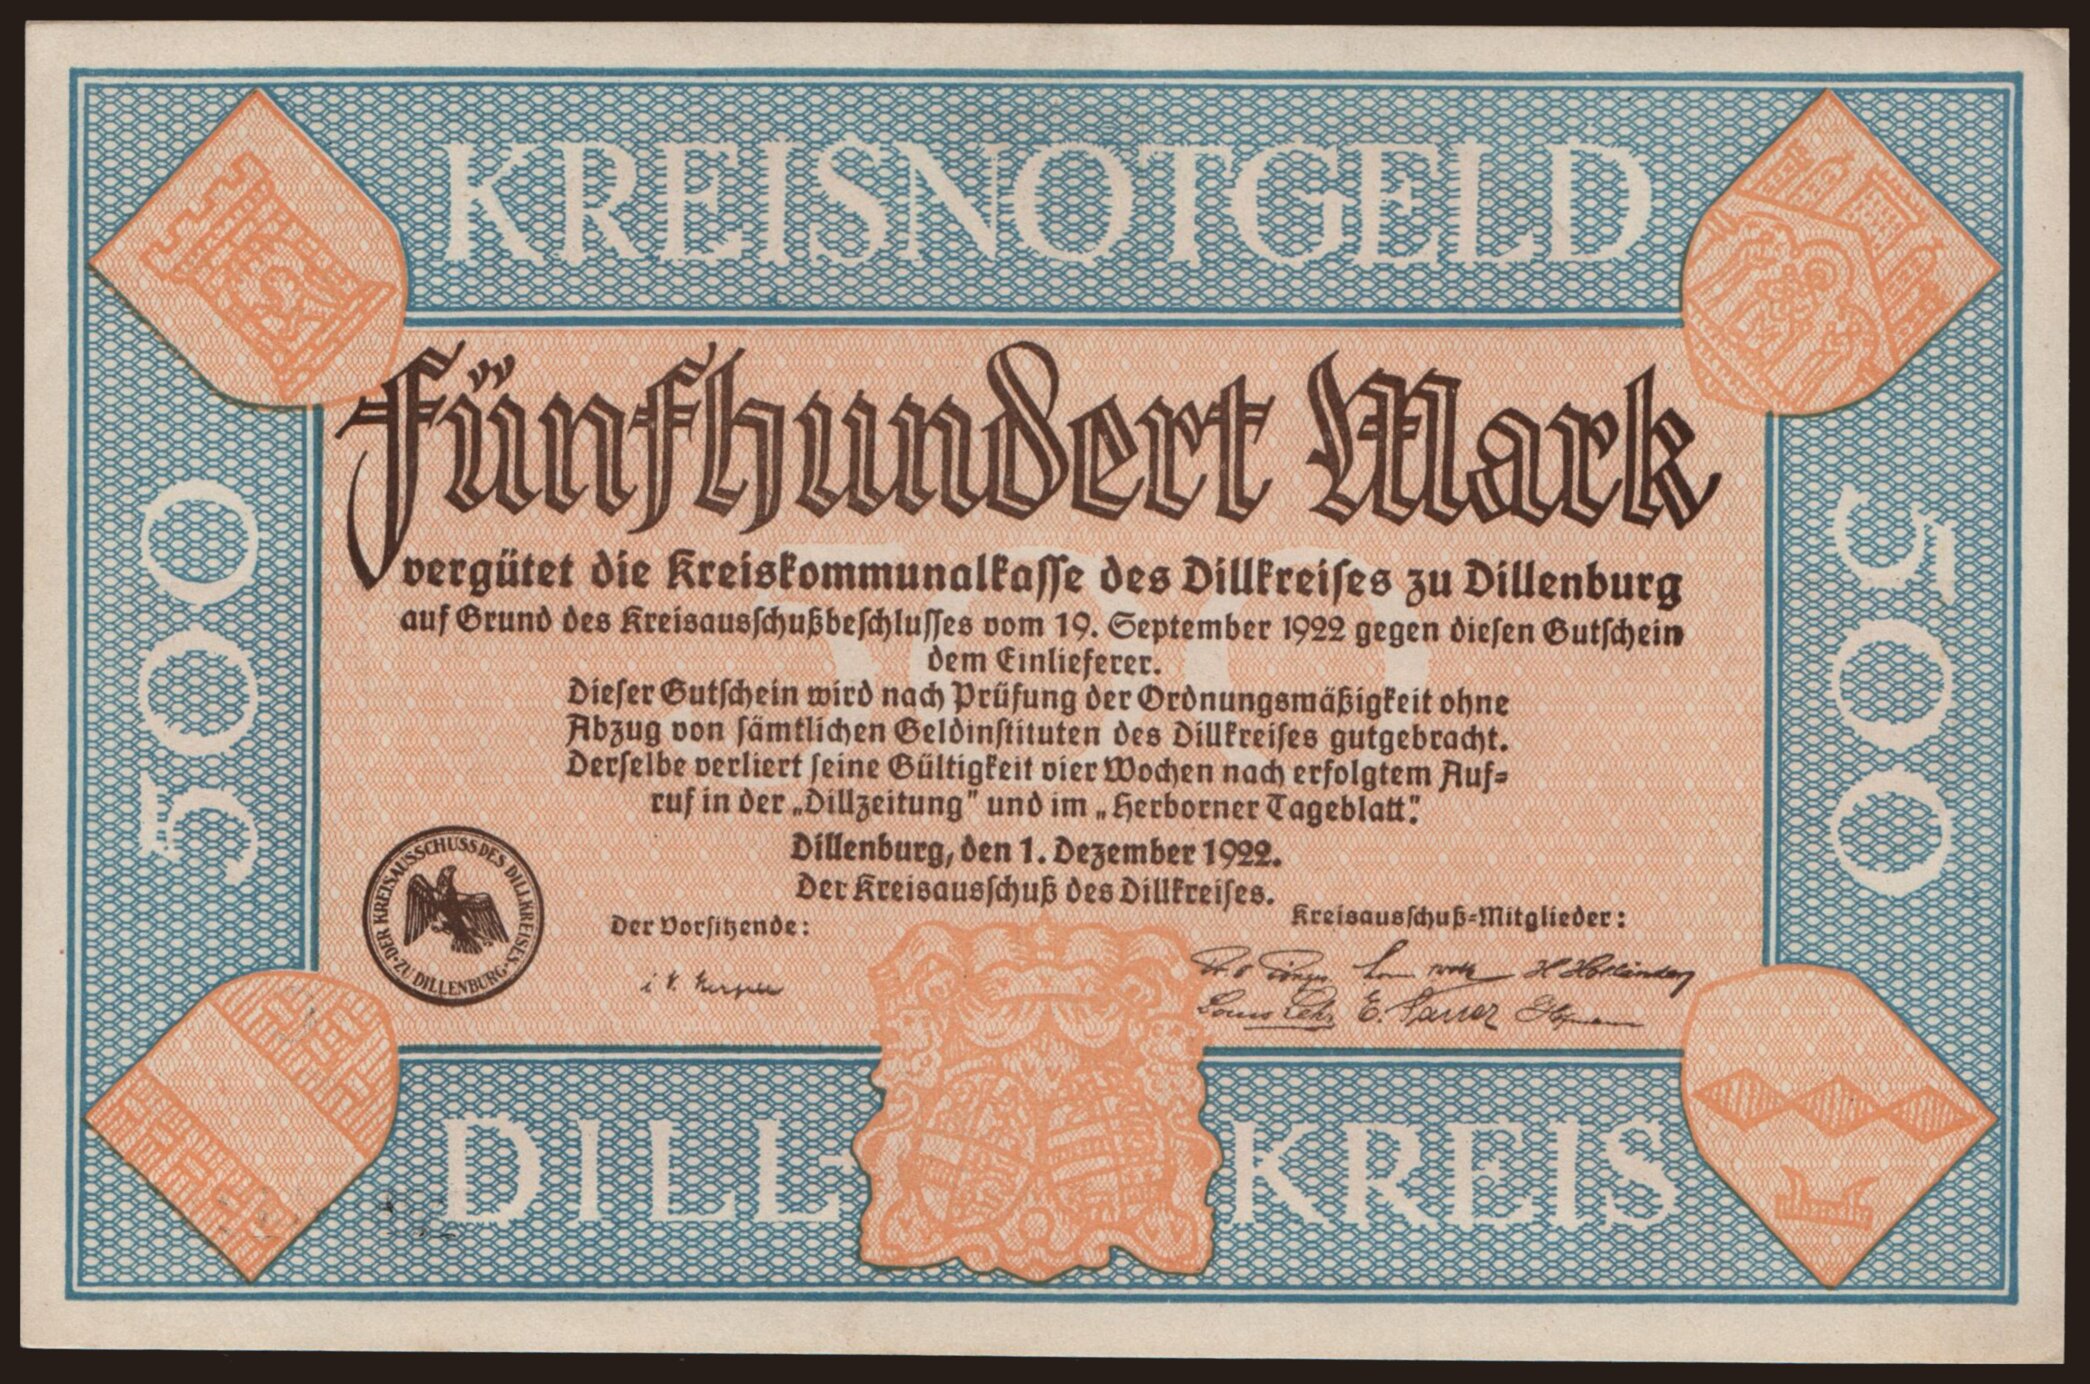 KREISNOTGELD
500
500
Fünfhundert Mark
vergütet die Kreiskommunalkasse des Dillkreises zu Dillenburg
auf Grund des Kreisausschußbeschlusses vom 19. September 1922 gegen diesen Gutschein
dem Einlieferer.
Dieser Gutschein wird nach Prüfung der Ordnungsmäßigkeit ohne
Abzug von sämtlichen Geldinstituten des Dillkreises gutgebracht.
Derselbe verliert seine Gültigkeit vier Wochen nach erfolgtem Auf-
ruf in der „Dillzeitung" und im „Herborner Tageblatt".
Dillenburg, den 1. Dezember 1922.
Der Kreisausschuß des Dillkreises.
Der Vorsitzende:
Kreisausschuß-Mitglieder:
i. V.
H Holländer
Louis Lehr E.
DER KREISAUSSCHUSS DES DILLKREISES
ZU DILLENBURG
DILL-KREIS